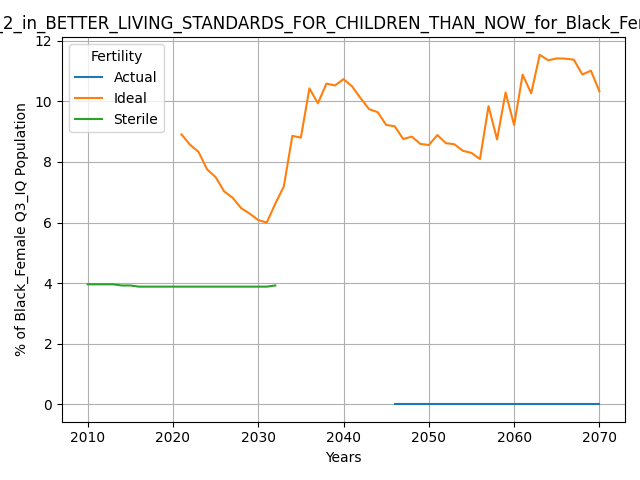 _2_in_BETTER_LIVING_STANDARDS_FOR_CHILDREN_THAN_NOW_for_Black_Fem
Fertility
Actual
Ideal
Sterile
% of Black_Female Q3_IQ Population
12
10
8
6
4
2
0
2010 2020 2030 2040 2050 2060 2070
Years